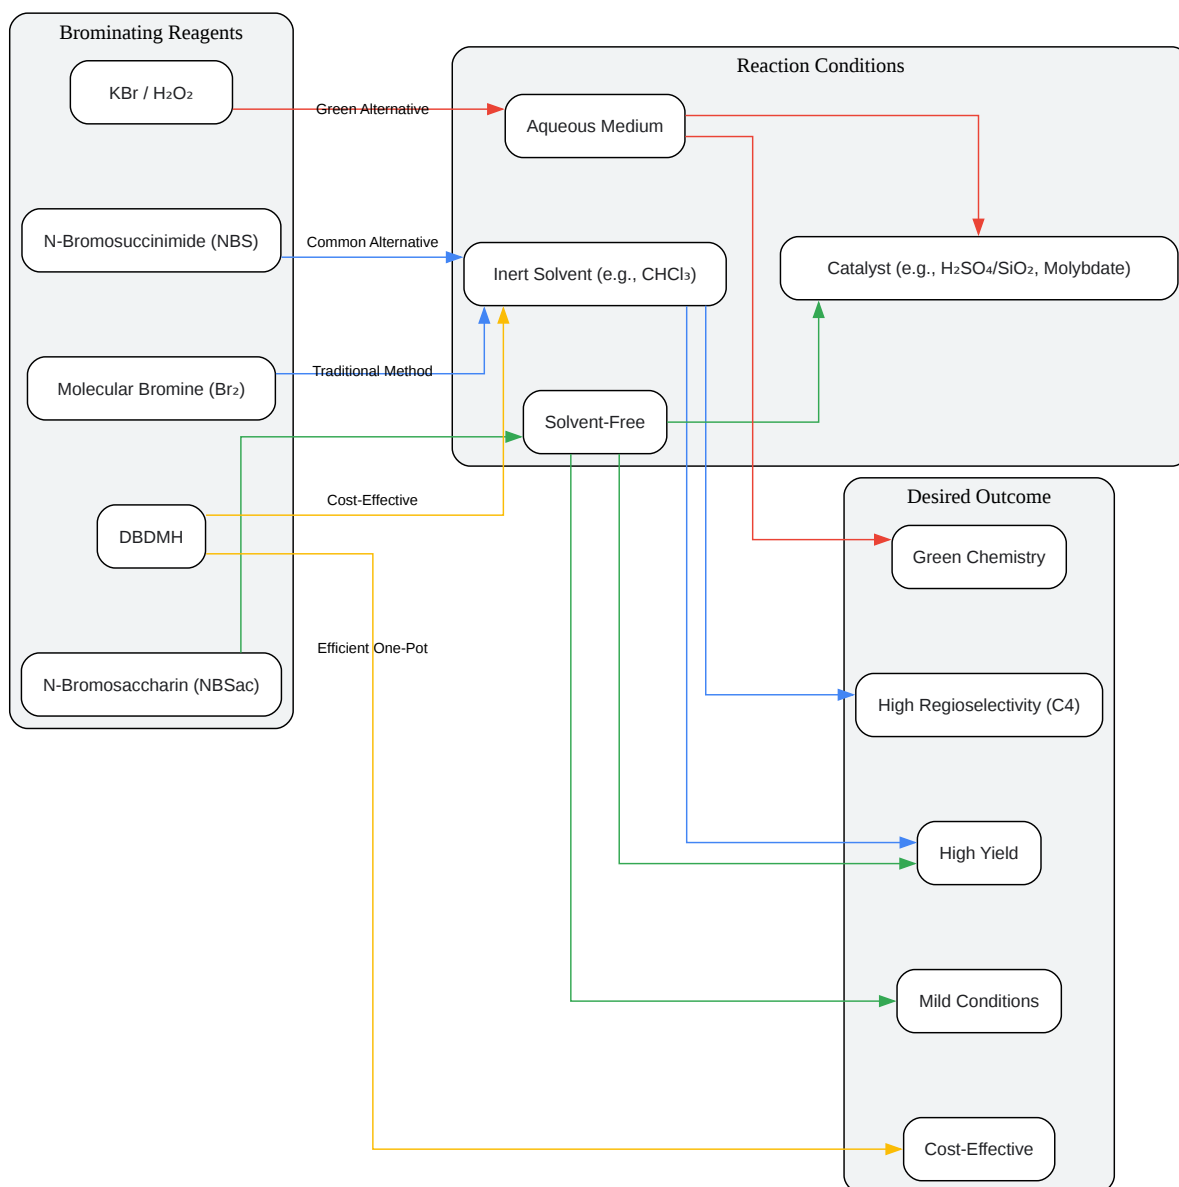 Brominating Reagents
KBr / H₂O₂
N-Bromosuccinimide (NBS)
Molecular Bromine (Br₂)
DBDMH
N-Bromosaccharin (NBSac)
Green Alternative
Common Alternative
Traditional Method
Cost-Effective
Efficient One-Pot
Reaction Conditions
Aqueous Medium
Inert Solvent (e.g., CHCl₃)
Solvent-Free
Catalyst (e.g., H₂SO₄/SiO₂, Molybdate)
Desired Outcome
Green Chemistry
High Regioselectivity (C4)
High Yield
Mild Conditions
Cost-Effective